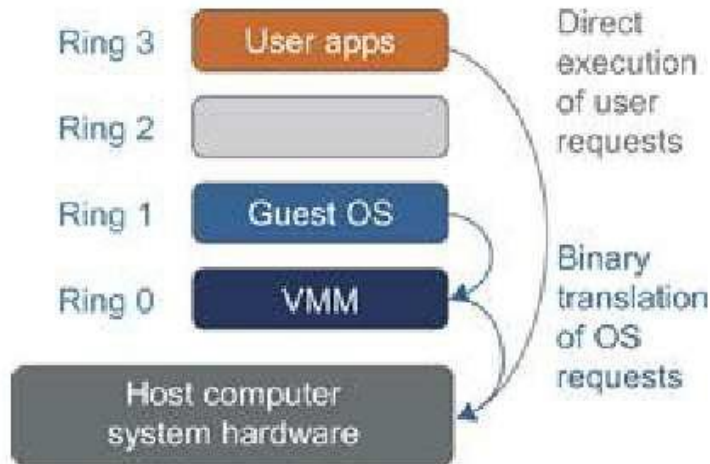 Ring 3
User apps
Direct
execution
of user
requests
Ring 2
Ring 1
Guest OS
Ring 0
VMM
Binary
translation
of OS
requests
Host computer
system hardware